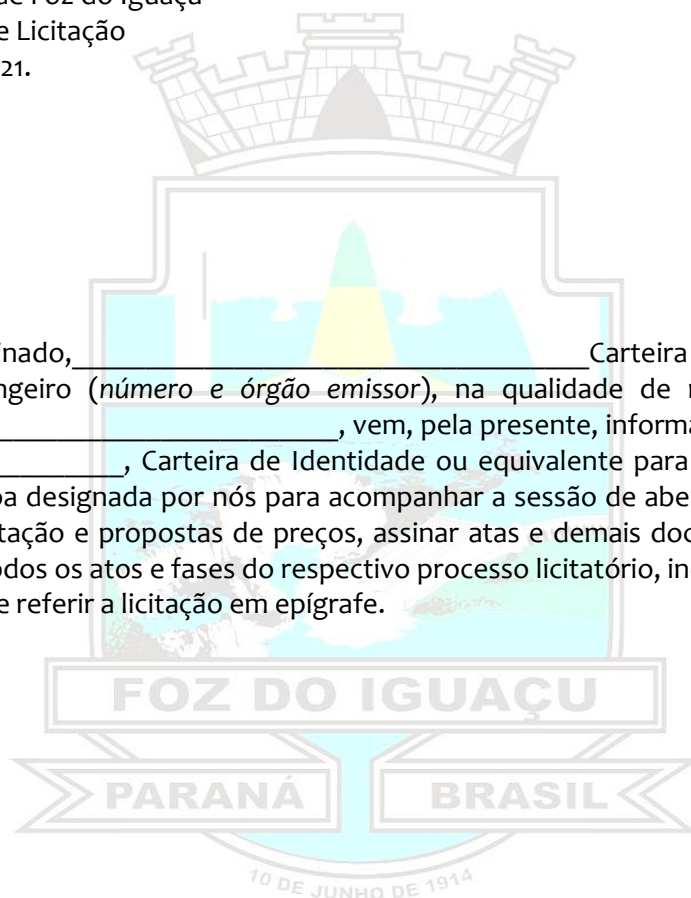 de Foz do Iguaçu
e Licitação
21.
inado,__________________________________Carteira
ngeiro (número e órgão emissor), na qualidade de r
______________________, vem, pela presente, informa
________, Carteira de Identidade ou equivalente para
oa designada por nós para acompanhar a sessão de abe
tação e propostas de preços, assinar atas e demais doc
odos os atos e fases do respectivo processo licitatório, in
e referir a licitação em epígrafe.
FOZ DO IGUAÇU
PARANÁ BRASIL
10 DE JUNHO DE 1914